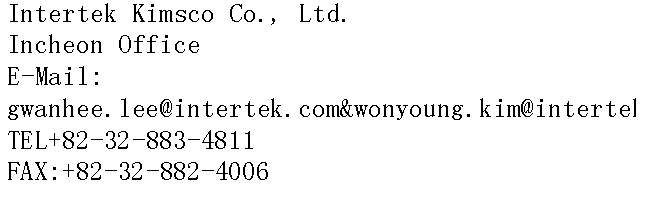 Intertek Kimsco Co., Ltd.
Incheon Office
E-Mail:
gwanhee.lee@intertek.com&wonyoung.kim@intertel
TEL+82-32-883-4811
FAX:+82-32-882-4006